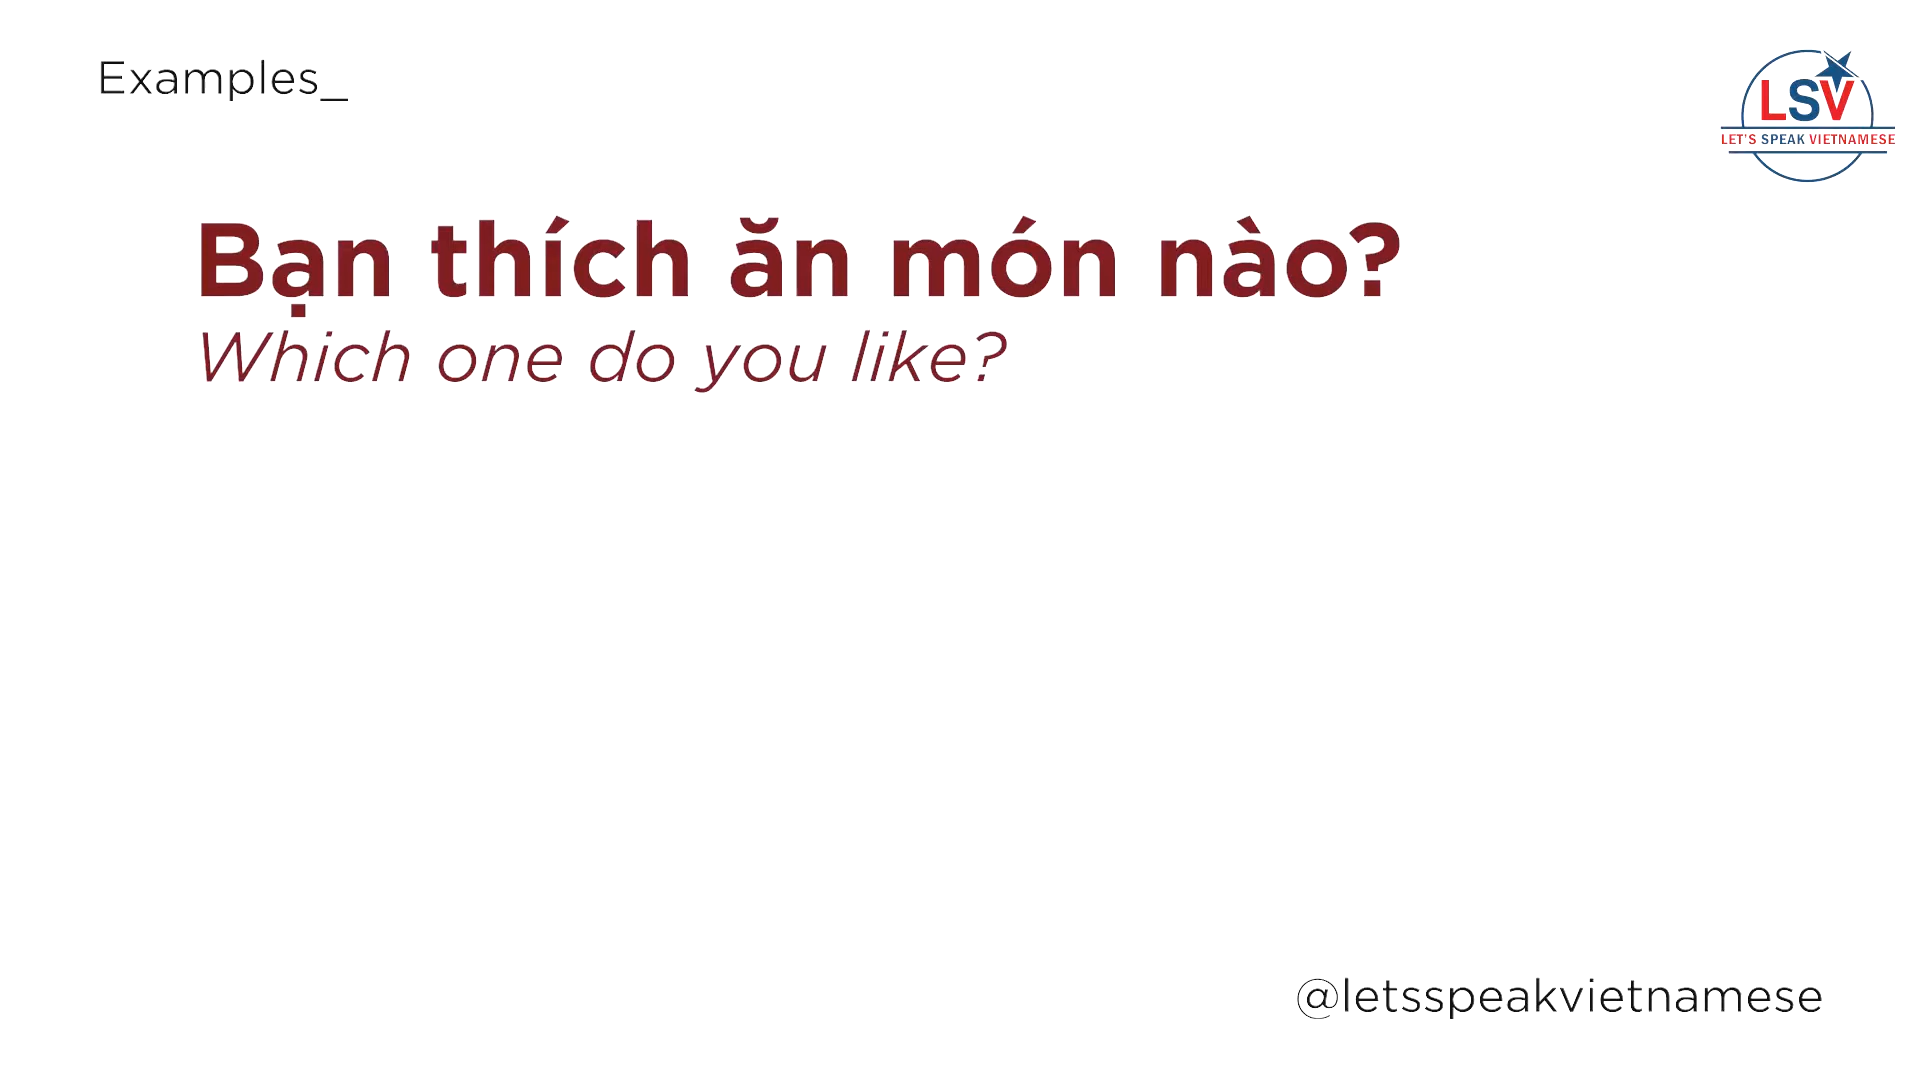 Examples_
LSV
LET'S SPEAK VIETNAMESE
Bạn thích ăn món nào?
Which one do you like?
@letsspeakvietnamese